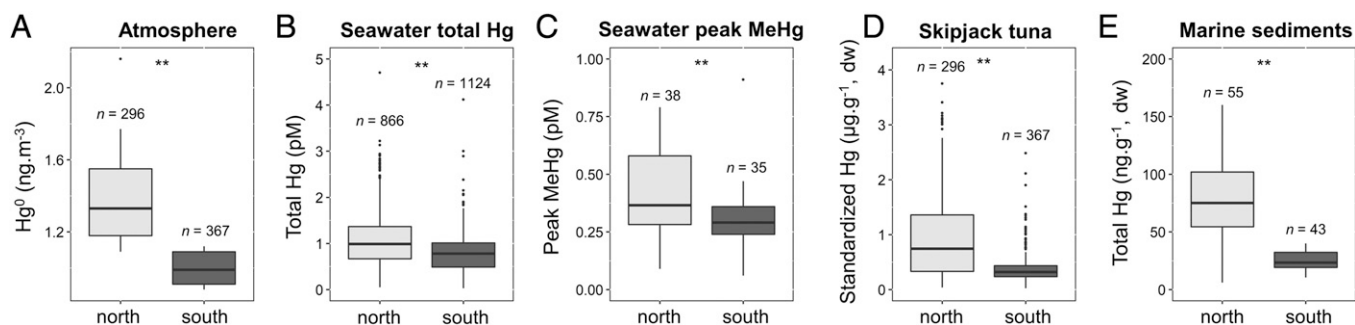 A Atmosphere
**
n = 296
n = 367
2.0
1.6
1.2
Hg⁰ (ng.m⁻³)
north south
B Seawater total Hg
**
n = 866
n = 1124
5
4
3
2
1
0
Total Hg (pM)
north south
C Seawater peak MeHg
**
n = 38
n = 35
1.00
0.75
0.50
0.25
0.00
Peak MeHg (pM)
north south
D Skipjack tuna
n = 296 **
n = 367
4
3
2
1
0
Standardized Hg (µg.g⁻¹, dw)
north south
E Marine sediments
**
n = 55
n = 43
200
150
100
50
0
Total Hg (ng.g⁻¹, dw)
north south